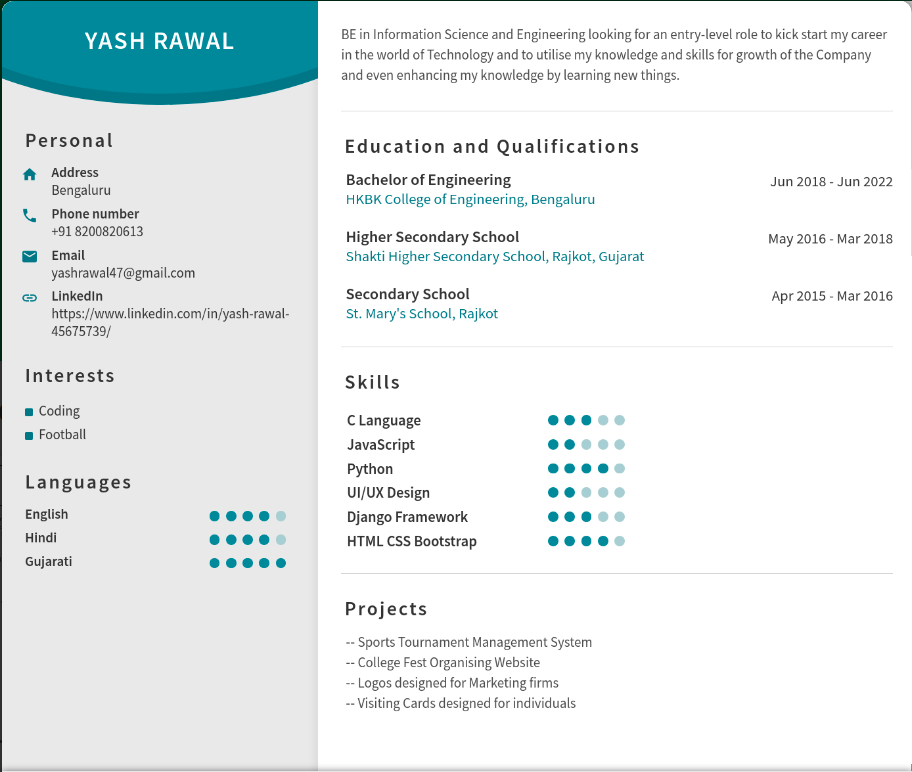 YASH RAWAL
Personal
Address
Bengaluru
Phone number
+91 8200820613
Email
yashrawal47@gmail.com
LinkedIn
https://www.linkedin.com/in/yash-rawal-
45675739/
Interests
Coding
Football
Languages
English
Hindi
Gujarati
BE in Information Science and Engineering looking for an entry-level role to kick start my career
in the world of Technology and to utilise my knowledge and skills for growth of the Company
and even enhancing my knowledge by learning new things.
Education and Qualifications
Bachelor of Engineering Jun 2018 - Jun 2022
HKBK College of Engineering, Bengaluru
Higher Secondary School May 2016 - Mar 2018
Shakti Higher Secondary School, Rajkot, Gujarat
Secondary School Apr 2015 - Mar 2016
St. Mary's School, Rajkot
Skills
C Language
JavaScript
Python
UI/UX Design
Django Framework
HTML CSS Bootstrap
Projects
-- Sports Tournament Management System
-- College Fest Organising Website
-- Logos designed for Marketing firms
-- Visiting Cards designed for individuals